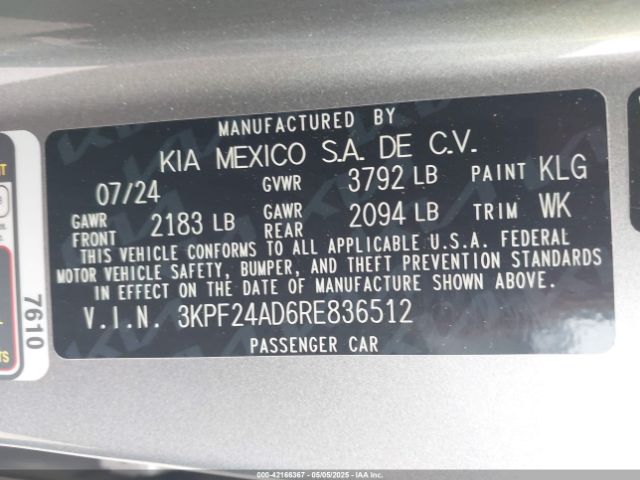 MANUFACTURED BY
KIA MEXICO S.A. DE C.V.
07/24 GVWR 3792 LB PAINT KLG
GAWR FRONT 2183 LB GAWR REAR 2094 LB TRIM WK
THIS VEHICLE CONFORMS TO ALL APPLICABLE U.S.A. FEDERAL
MOTOR VEHICLE SAFETY, BUMPER, AND THEFT PREVENTION STANDARDS
IN EFFECT ON THE DATE OF MANUFACTURE SHOWN ABOVE.
V.I.N. 3KPF24AD6RE836512
PASSENGER CAR
7610
000-42166367 - 05/05/2025 - IAAI.COM